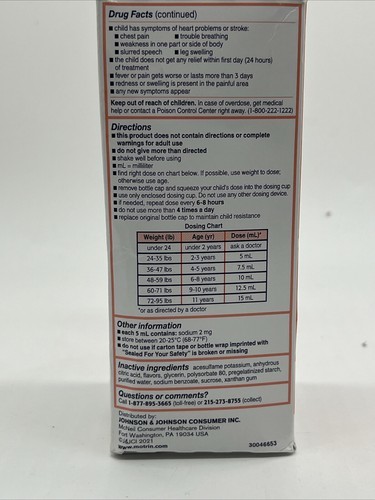 Drug Facts (continued)
■ child has symptoms of heart problems or stroke:
■ chest pain ■ trouble breathing
■ weakness in one part or side of body
■ slurred speech ■ leg swelling
■ the child does not get any relief within first day (24 hours)
of treatment
■ fever or pain gets worse or lasts more than 3 days
■ redness or swelling is present in the painful area
■ any new symptoms appear
Keep out of reach of children. In case of overdose, get medical
help or contact a Poison Control Center right away. (1-800-222-1222)
Directions
■ this product does not contain directions or complete
warnings for adult use
■ do not give more than directed
■ shake well before using
■ mL = milliliter
■ find right dose on chart below. If possible, use weight to dose;
otherwise use age.
■ remove bottle cap and squeeze your child's dose into the dosing cup
■ use only enclosed dosing cup. Do not use any other dosing device.
■ if needed, repeat dose every 6-8 hours
■ do not use more than 4 times a day
■ replace original bottle cap to maintain child resistance
Dosing Chart
Weight (lb) Age (yr) Dose (mL)*
under 24 under 2 years ask a doctor
24-35 lbs 2-3 years 5 mL
36-47 lbs 4-5 years 7.5 mL
48-59 lbs 6-8 years 10 mL
60-71 lbs 9-10 years 12.5 mL
72-95 lbs 11 years 15 mL
*or as directed by a doctor
Other information
■ each 5 mL contains: sodium 2 mg
■ store between 20-25°C (68-77°F)
■ do not use if carton tape or bottle wrap imprinted with
"Sealed For Your Safety" is broken or missing
Inactive ingredients acesulfame potassium, anhydrous
citric acid, flavors, glycerin, polysorbate 80, pregelatinized starch,
purified water, sodium benzoate, sucrose, xanthan gum
Questions or comments?
Call 1-877-895-3665 (toll-free) or 215-273-8755 (collect)
Distributed by:
JOHNSON & JOHNSON CONSUMER INC.
McNeil Consumer Healthcare Division
Fort Washington, PA 19034 USA
©J&JCI 2021
www.motrin.com 30046653